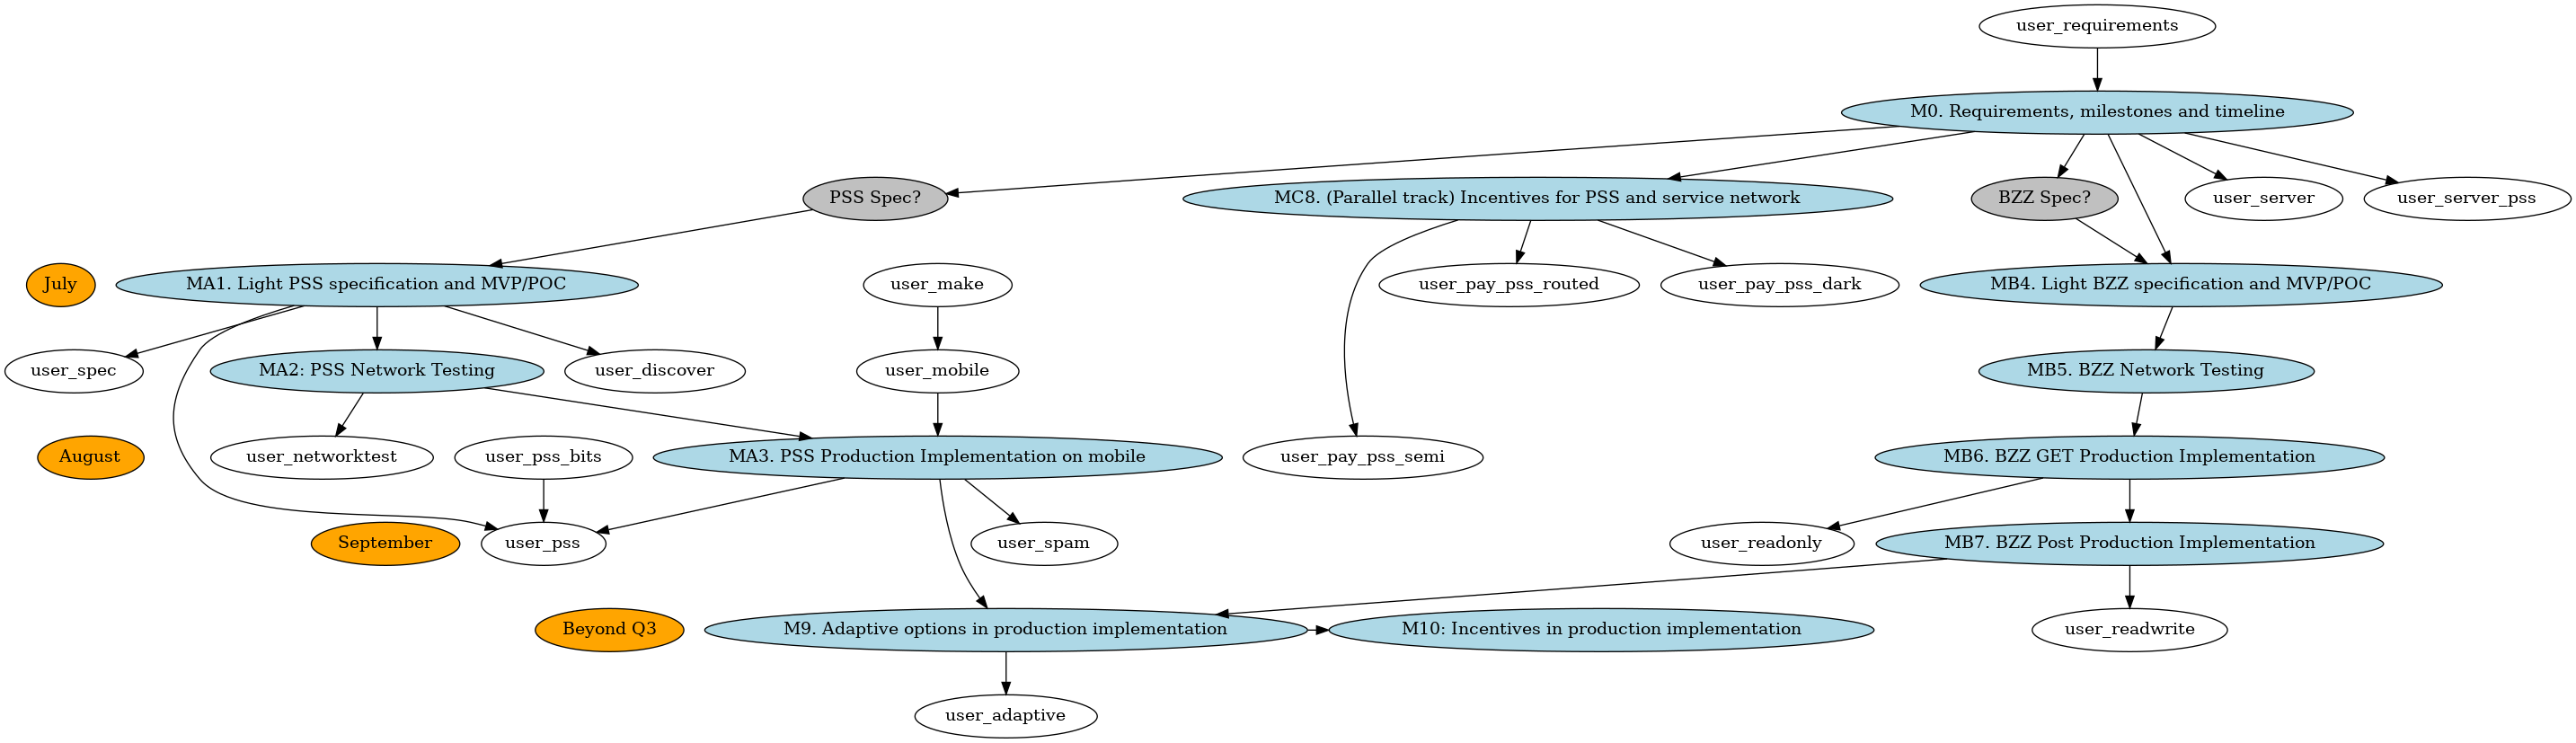 user_requirements
M0. Requirements, milestones and timeline
PSS Spec?
MC8. (Parallel track) Incentives for PSS and service network
BZZ Spec?
user_server
user_server_pss
July
MA1. Light PSS specification and MVP/POC
user_make
user_pay_pss_routed
user_pay_pss_dark
MB4. Light BZZ specification and MVP/POC
user_spec
MA2: PSS Network Testing
user_discover
user_mobile
MB5. BZZ Network Testing
August
user_networktest
user_pss_bits
MA3. PSS Production Implementation on mobile
user_pay_pss_semi
MB6. BZZ GET Production Implementation
September
user_pss
user_spam
user_readonly
MB7. BZZ Post Production Implementation
Beyond Q3
M9. Adaptive options in production implementation
M10: Incentives in production implementation
user_readwrite
user_adaptive